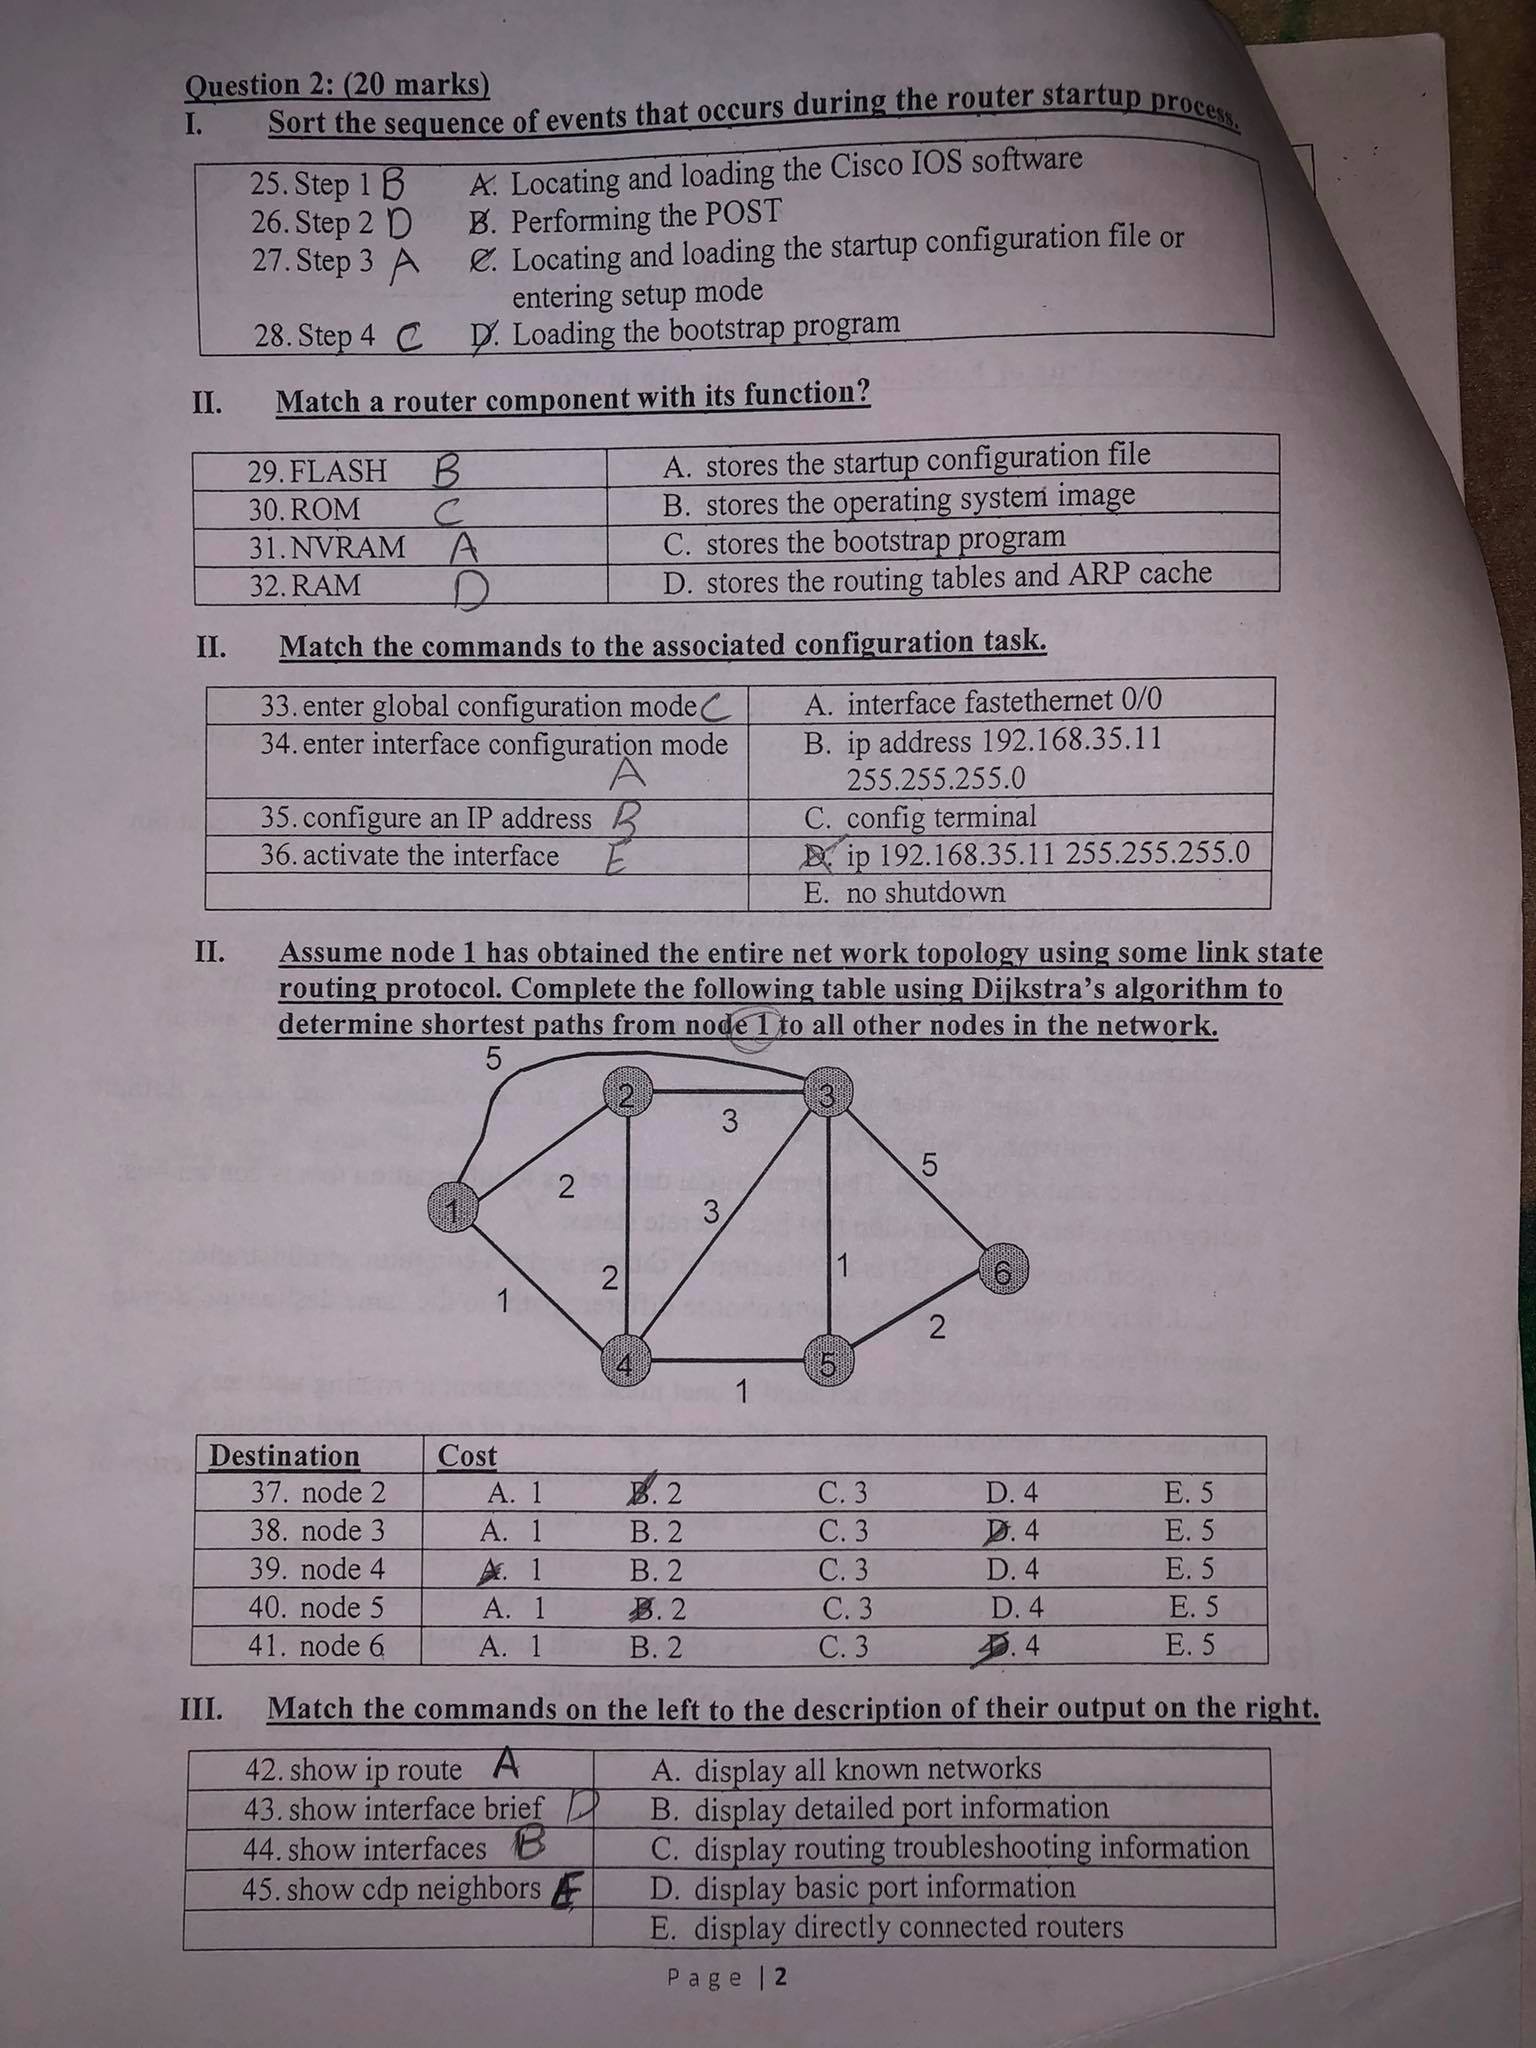 Question 2: (20 marks)
I. Sort the sequence of events that occurs during the router startup process.
25. Step 1 B A. Locating and loading the Cisco IOS software
26. Step 2 D B. Performing the POST
27. Step 3 A C. Locating and loading the startup configuration file or
entering setup mode
28. Step 4 C D. Loading the bootstrap program
II. Match a router component with its function?
29. FLASH B A. stores the startup configuration file
30. ROM C B. stores the operating system image
31. NVRAM A C. stores the bootstrap program
32. RAM D D. stores the routing tables and ARP cache
II. Match the commands to the associated configuration task.
33. enter global configuration mode C A. interface fastethernet 0/0
34. enter interface configuration mode B. ip address 192.168.35.11
A 255.255.255.0
35. configure an IP address B C. config terminal
36. activate the interface E D. ip 192.168.35.11 255.255.255.0
E. no shutdown
II. Assume node 1 has obtained the entire net work topology using some link state
routing protocol. Complete the following table using Dijkstra's algorithm to
determine shortest paths from node 1 to all other nodes in the network.
5
2 3
3
5
2
1 3
2 1 6
1
2
4 5
1
Destination Cost
37. node 2 A. 1 B. 2 C. 3 D. 4 E. 5
38. node 3 A. 1 B. 2 C. 3 D. 4 E. 5
39. node 4 A. 1 B. 2 C. 3 D. 4 E. 5
40. node 5 A. 1 B. 2 C. 3 D. 4 E. 5
41. node 6 A. 1 B. 2 C. 3 D. 4 E. 5
III. Match the commands on the left to the description of their output on the right.
42. show ip route A A. display all known networks
43. show interface brief D B. display detailed port information
44. show interfaces B C. display routing troubleshooting information
45. show cdp neighbors E D. display basic port information
E. display directly connected routers
Page | 2